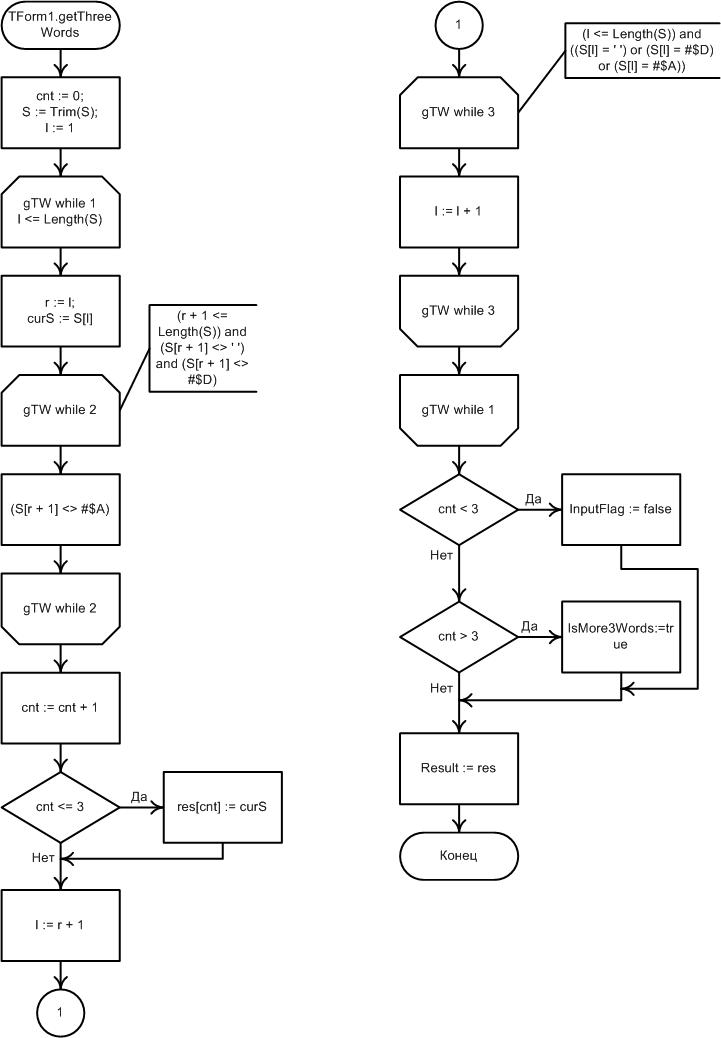 TForm1.getThree
Words
cnt := 0;
S := Trim(S);
I := 1
gTW while 1
I <= Length(S)
r := I;
curS := S[I]
(r + 1 <=
Length(S)) and
(S[r + 1] <> ' ')
and (S[r + 1] <>
#$D)
gTW while 2
(S[r + 1] <> #$A)
gTW while 2
cnt := cnt + 1
cnt <= 3
Да
res[cnt] := curS
Нет
I := r + 1
1
1
(I <= Length(S)) and
((S[I] = ' ') or (S[I] = #$D)
or (S[I] = #$A))
gTW while 3
I := I + 1
gTW while 3
gTW while 1
cnt < 3
Да
InputFlag := false
Нет
cnt > 3
Да
IsMore3Words:=tr
ue
Нет
Result := res
Конец